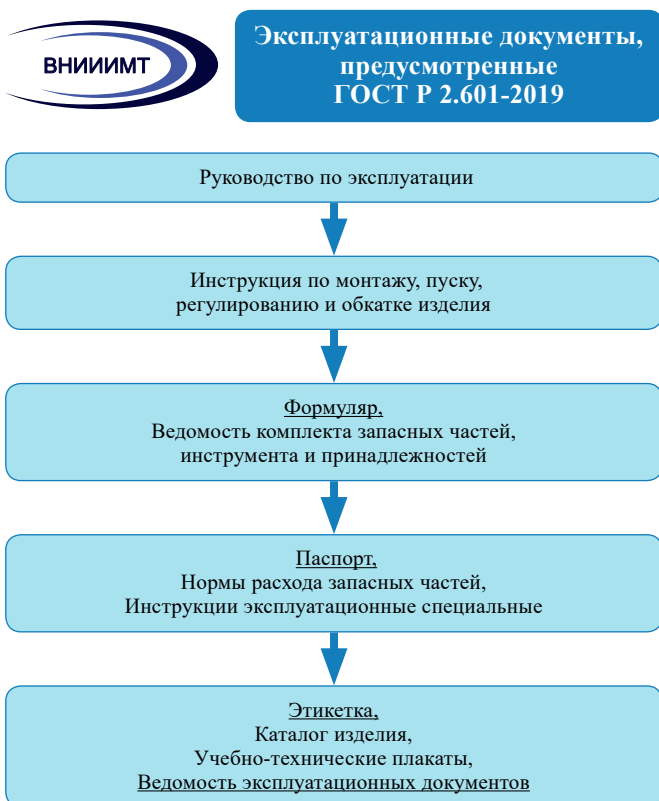 ВНИИИМТ
Эксплуатационные документы,
предусмотренные
ГОСТ Р 2.601-2019
Руководство по эксплуатации
Инструкция по монтажу, пуску,
регулированию и обкатке изделия
Формуляр,
Ведомость комплекта запасных частей,
инструмента и принадлежностей
Паспорт,
Нормы расхода запасных частей,
Инструкции эксплуатационные специальные
Этикетка,
Каталог изделия,
Учебно-технические плакаты,
Ведомость эксплуатационных документов